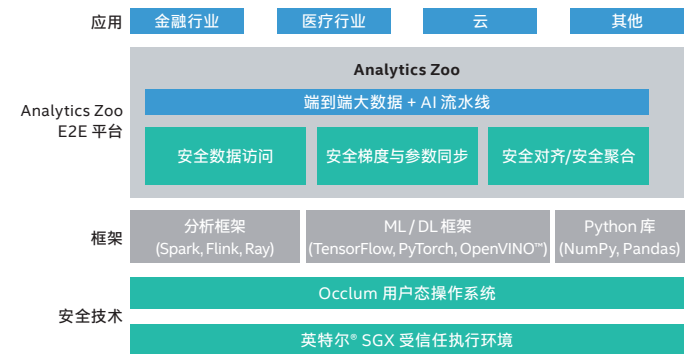 应用
金融行业
医疗行业
云
其他
Analytics Zoo
E2E 平台
Analytics Zoo
端到端大数据 + AI 流水线
安全数据访问
安全梯度与参数同步
安全对齐/安全聚合
框架
分析框架
(Spark, Flink, Ray)
ML / DL 框架
(TensorFlow, PyTorch, OpenVINO™)
Python 库
(NumPy, Pandas)
安全技术
Occlum 用户态操作系统
英特尔® SGX 受信任执行环境